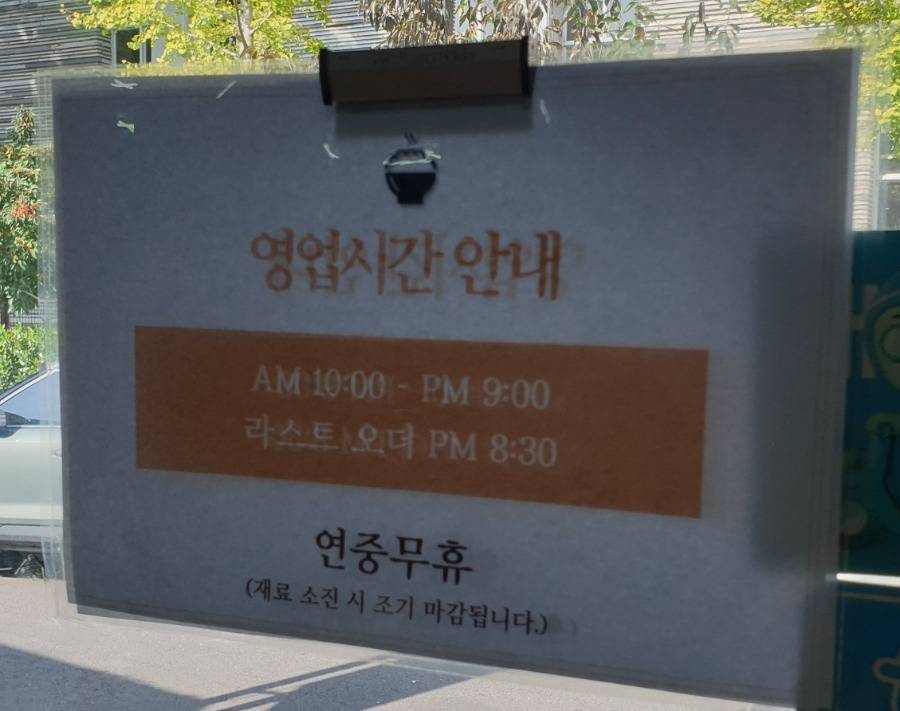 영업시간 안내
AM 10:00 - PM 9:00
라스트 오더 PM 8:30
연중무휴
(재료 소진 시 조기 마감됩니다.)